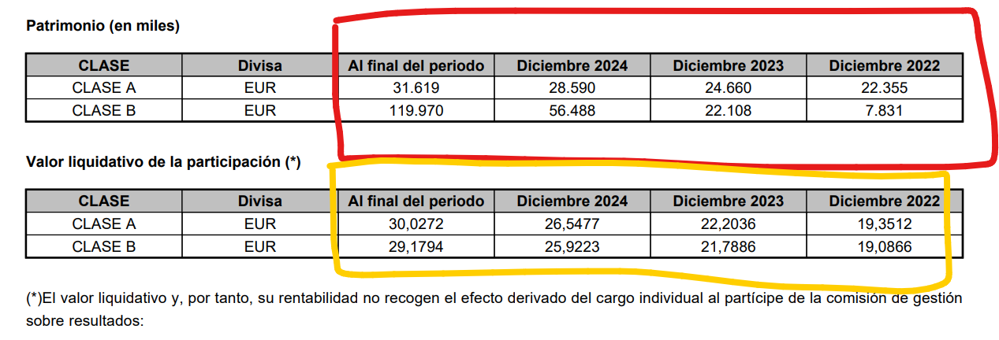 Patrimonio (en miles)
CLASE Divisa Al final del periodo Diciembre 2024 Diciembre 2023 Diciembre 2022
CLASE A EUR 31.619 28.590 24.660 22.355
CLASE B EUR 119.970 56.488 22.108 7.831
Valor liquidativo de la participación (*)
CLASE Divisa Al final del periodo Diciembre 2024 Diciembre 2023 Diciembre 2022
CLASE A EUR 30,0272 26,5477 22,2036 19,3512
CLASE B EUR 29,1794 25,9223 21,7886 19,0866
(*)El valor liquidativo y, por tanto, su rentabilidad no recogen el efecto derivado del cargo individual al partícipe de la comisión de gestión
sobre resultados: